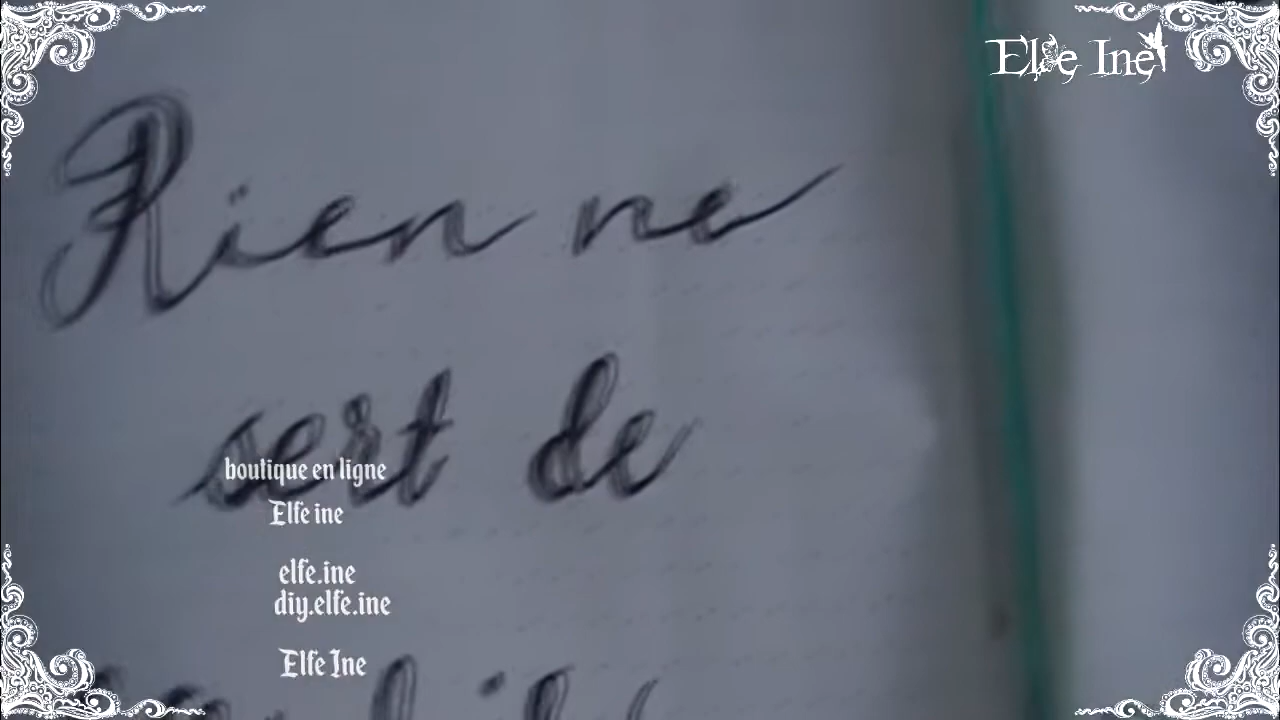 Elfe Ine
Rien ne
sert de
boutique en ligne
Elfe ine
elfe.ine
diy.elfe.ine
Elfe Ine